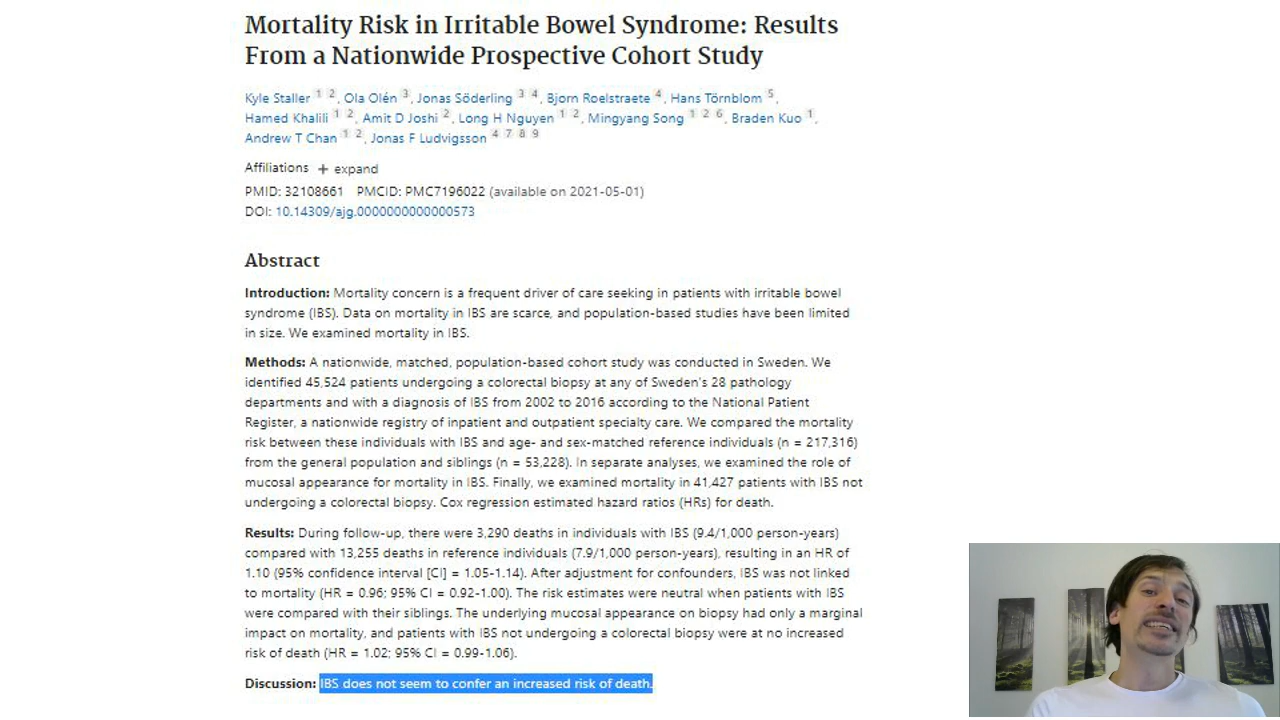 Mortality Risk in Irritable Bowel Syndrome: Results
From a Nationwide Prospective Cohort Study
Kyle Staller 1 2, Ola Olén 3, Jonas Söderling 3 4, Bjorn Roelstraete 4, Hans Törnblom 5,
Hamed Khalili 1 2, Amit D Joshi 2, Long H Nguyen 1 2, Mingyang Song 1 2 6, Braden Kuo 1,
Andrew T Chan 1 2, Jonas F Ludvigsson 4 7 8 9
Affiliations + expand
PMID: 32108661 PMCID: PMC7196022 (available on 2021-05-01)
DOI: 10.14309/ajg.0000000000000573
Abstract
Introduction: Mortality concern is a frequent driver of care seeking in patients with irritable bowel
syndrome (IBS). Data on mortality in IBS are scarce, and population-based studies have been limited
in size. We examined mortality in IBS.
Methods: A nationwide, matched, population-based cohort study was conducted in Sweden. We
identified 45,524 patients undergoing a colorectal biopsy at any of Sweden's 28 pathology
departments and with a diagnosis of IBS from 2002 to 2016 according to the National Patient
Register, a nationwide registry of inpatient and outpatient specialty care. We compared the mortality
risk between these individuals with IBS and age- and sex-matched reference individuals (n = 217,316)
from the general population and siblings (n = 53,228). In separate analyses, we examined the role of
mucosal appearance for mortality in IBS. Finally, we examined mortality in 41,427 patients with IBS not
undergoing a colorectal biopsy. Cox regression estimated hazard ratios (HRs) for death.
Results: During follow-up, there were 3,290 deaths in individuals with IBS (9.4/1,000 person-years)
compared with 13,255 deaths in reference individuals (7.9/1,000 person-years), resulting in an HR of
1.10 (95% confidence interval [CI] = 1.05-1.14). After adjustment for confounders, IBS was not linked
to mortality (HR = 0.96; 95% CI = 0.92-1.00). The risk estimates were neutral when patients with IBS
were compared with their siblings. The underlying mucosal appearance on biopsy had only a marginal
impact on mortality, and patients with IBS not undergoing a colorectal biopsy were at no increased
risk of death (HR = 1.02; 95% CI = 0.99-1.06).
Discussion: IBS does not seem to confer an increased risk of death.